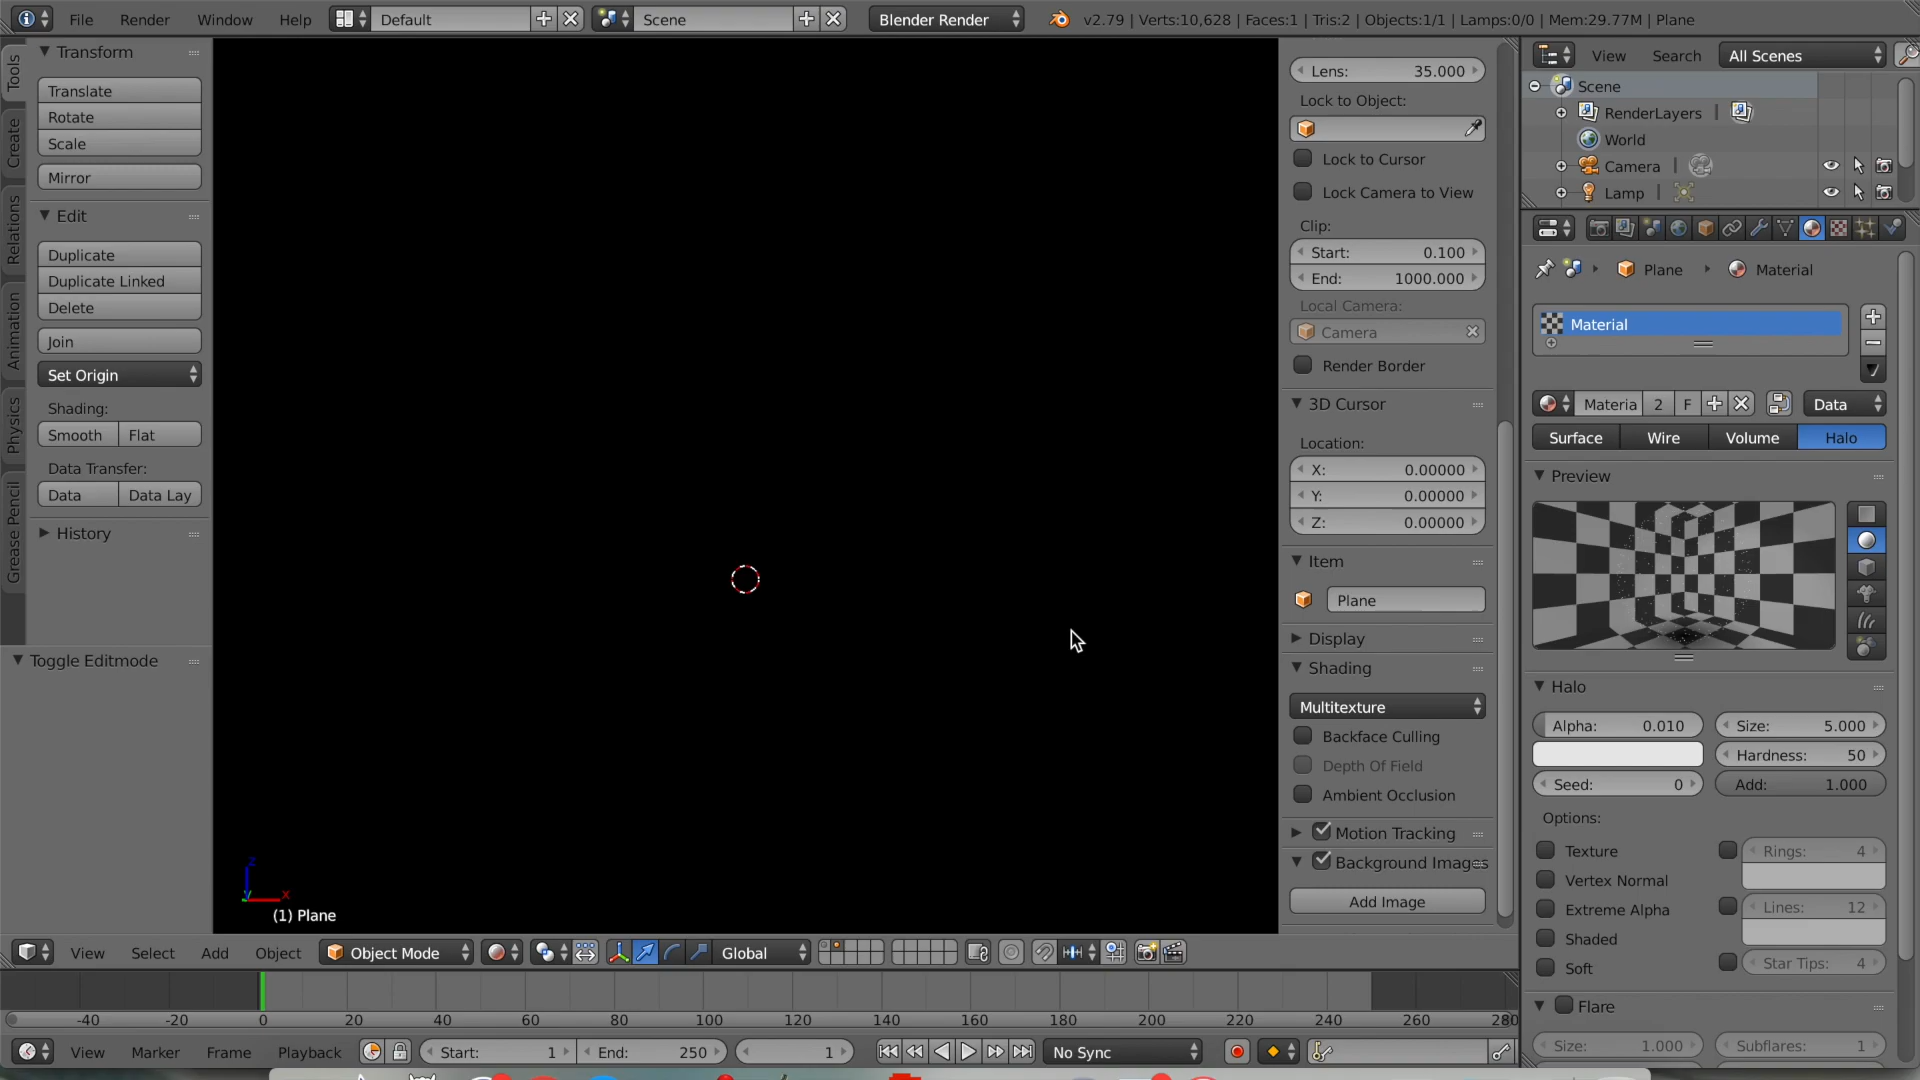 File Render Window Help Default Scene Blender Render v2.79 | Verts:10,628 | Faces:1 | Tris:2 | Objects:1/1 | Lamps:0/0 | Mem:29.77M | Plane
Tools
Create
Relations
Animation
Physics
Grease Pencil
Transform
Translate
Rotate
Scale
Mirror
Edit
Duplicate
Duplicate Linked
Delete
Join
Set Origin
Shading:
Smooth Flat
Data Transfer:
Data Data Lay
History
Toggle Editmode
z
x
(1) Plane
Lens: 35.000
Lock to Object:
Lock to Cursor
Lock Camera to View
Clip:
Start: 0.100
End: 1000.000
Local Camera:
Camera
Render Border
3D Cursor
Location:
X: 0.00000
Y: 0.00000
Z: 0.00000
Item
Plane
Display
Shading
Multitexture
Backface Culling
Depth Of Field
Ambient Occlusion
Motion Tracking
Background Images
Add Image
View Search All Scenes
Scene
RenderLayers |
World
Camera |
Lamp |
Plane Material
Material
Materia 2 F Data
Surface Wire Volume Halo
Preview
Halo
Alpha: 0.010 Size: 5.000
Hardness: 50
Seed: 0 Add: 1.000
Options:
Texture Rings: 4
Vertex Normal
Extreme Alpha Lines: 12
Shaded
Soft Star Tips: 4
Flare
Size: 1.000 Subflares: 1
View Select Add Object Object Mode Global
-40 -20 0 20 40 60 80 100 120 140 160 180 200 220 240 260 280
View Marker Frame Playback Start: 1 End: 250 1 No Sync